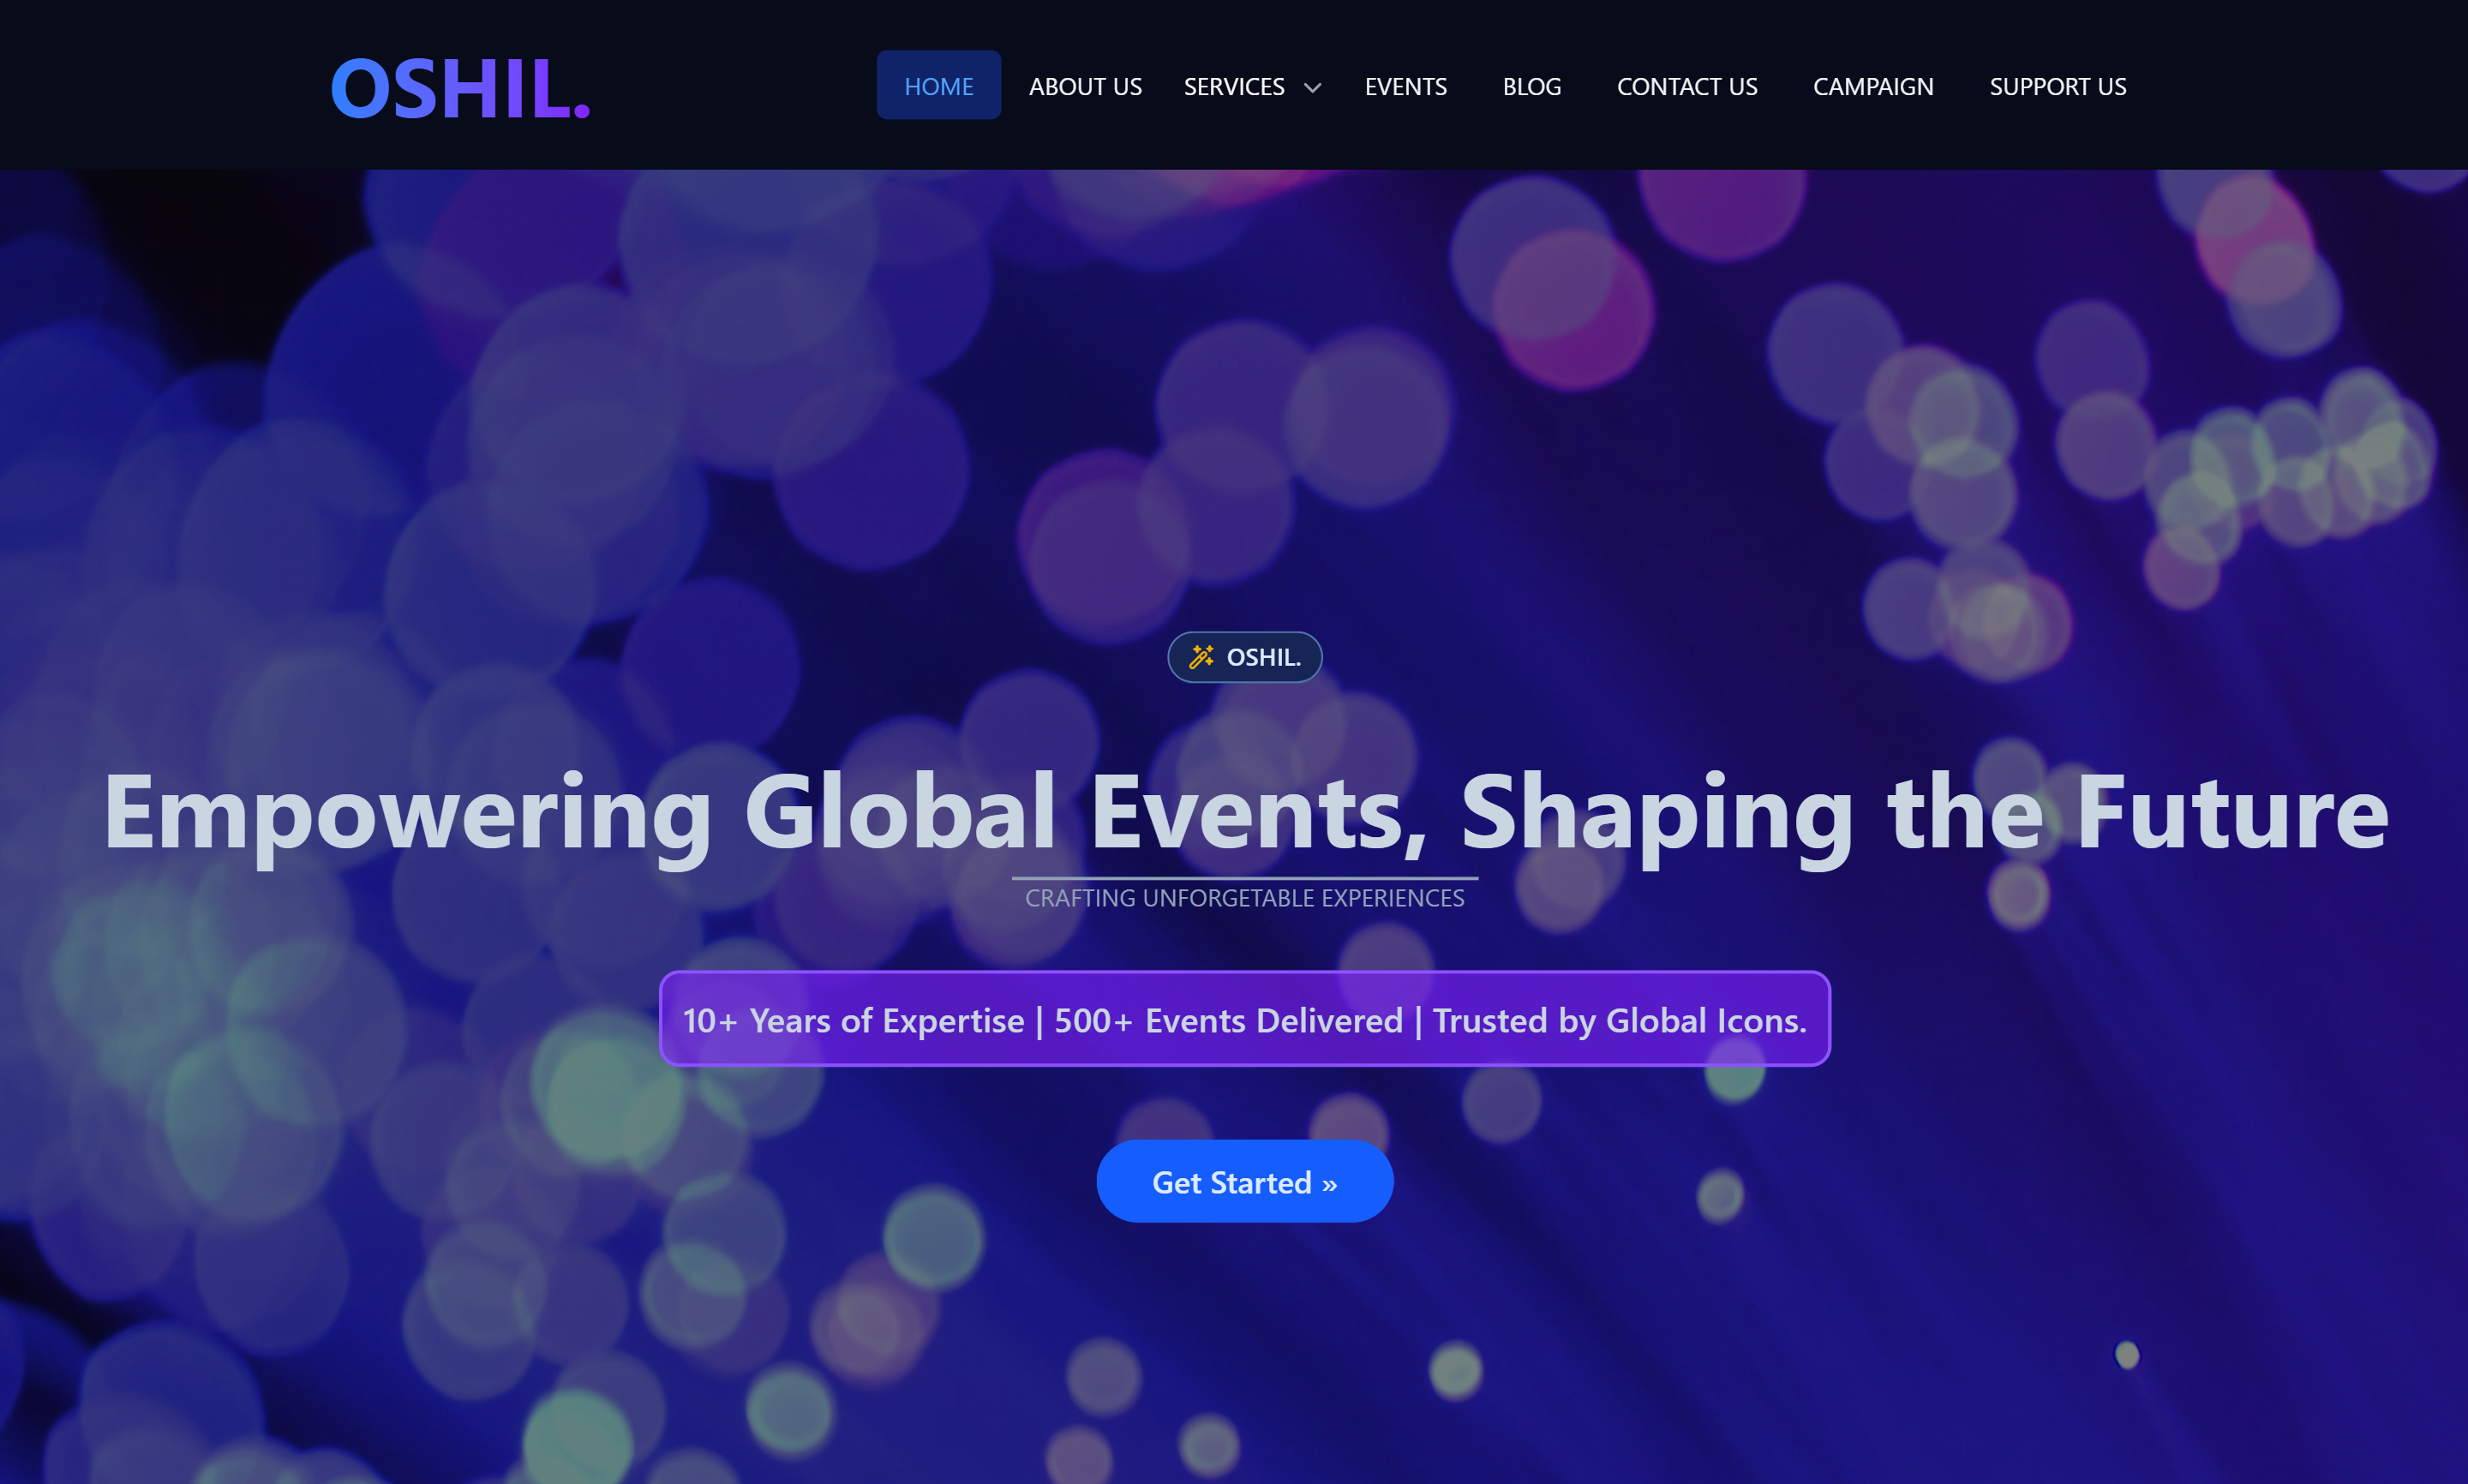 OSHIL.
HOME ABOUT US SERVICES EVENTS BLOG CONTACT US CAMPAIGN SUPPORT US
OSHIL.
Empowering Global Events, Shaping the Future
CRAFTING UNFORGETABLE EXPERIENCES
10+ Years of Expertise | 500+ Events Delivered | Trusted by Global Icons.
Get Started »